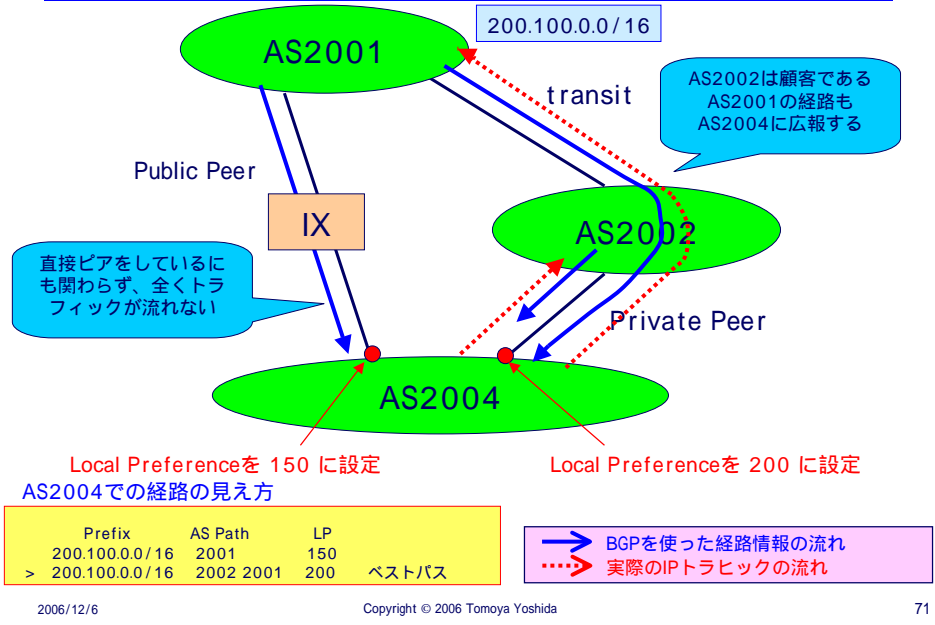 200.100.0.0/16
AS2001
transit
AS2002は顧客である
AS2001の経路も
AS2004に広報する
Public Peer
IX
AS2002
直接ピアをしているに
も関わらず、全くトラ
フィックが流れない
Private Peer
AS2004
Local Preferenceを 150 に設定
Local Preferenceを 200 に設定
AS2004での経路の見え方
Prefix AS Path LP
200.100.0.0/16 2001 150
> 200.100.0.0/16 2002 2001 200 ベストパス
BGPを使った経路情報の流れ
実際のIPトラヒックの流れ
2006/12/6 Copyright © 2006 Tomoya Yoshida 71